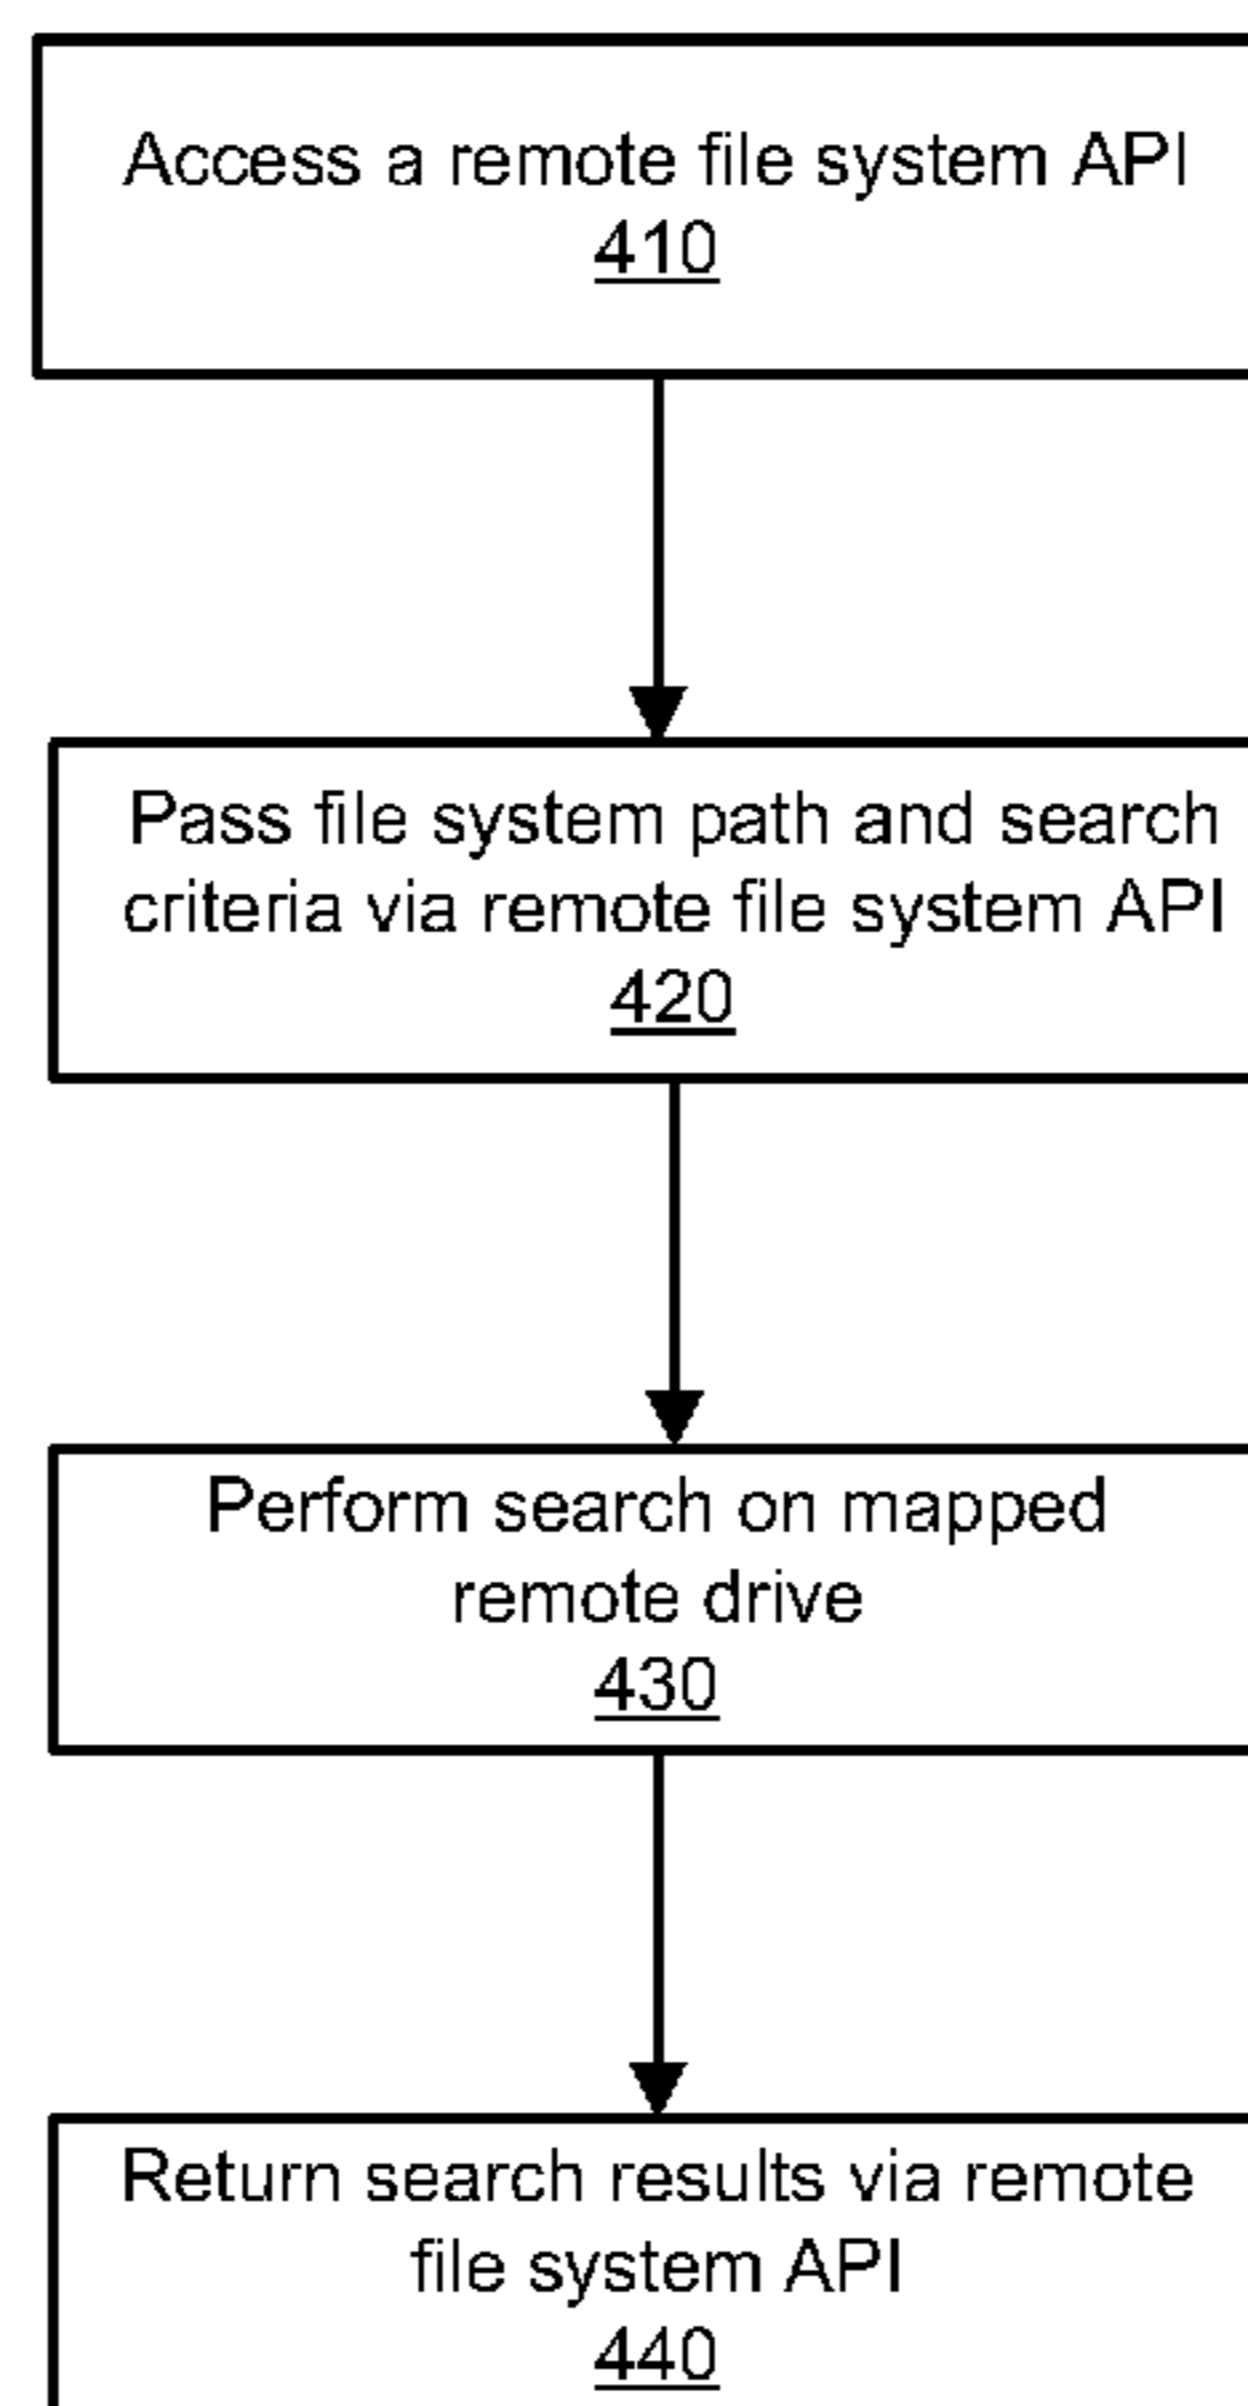 Access a remote file system API
410
Pass file system path and search
criteria via remote file system API
420
Perform search on mapped
remote drive
430
Return search results via remote
file system API
440